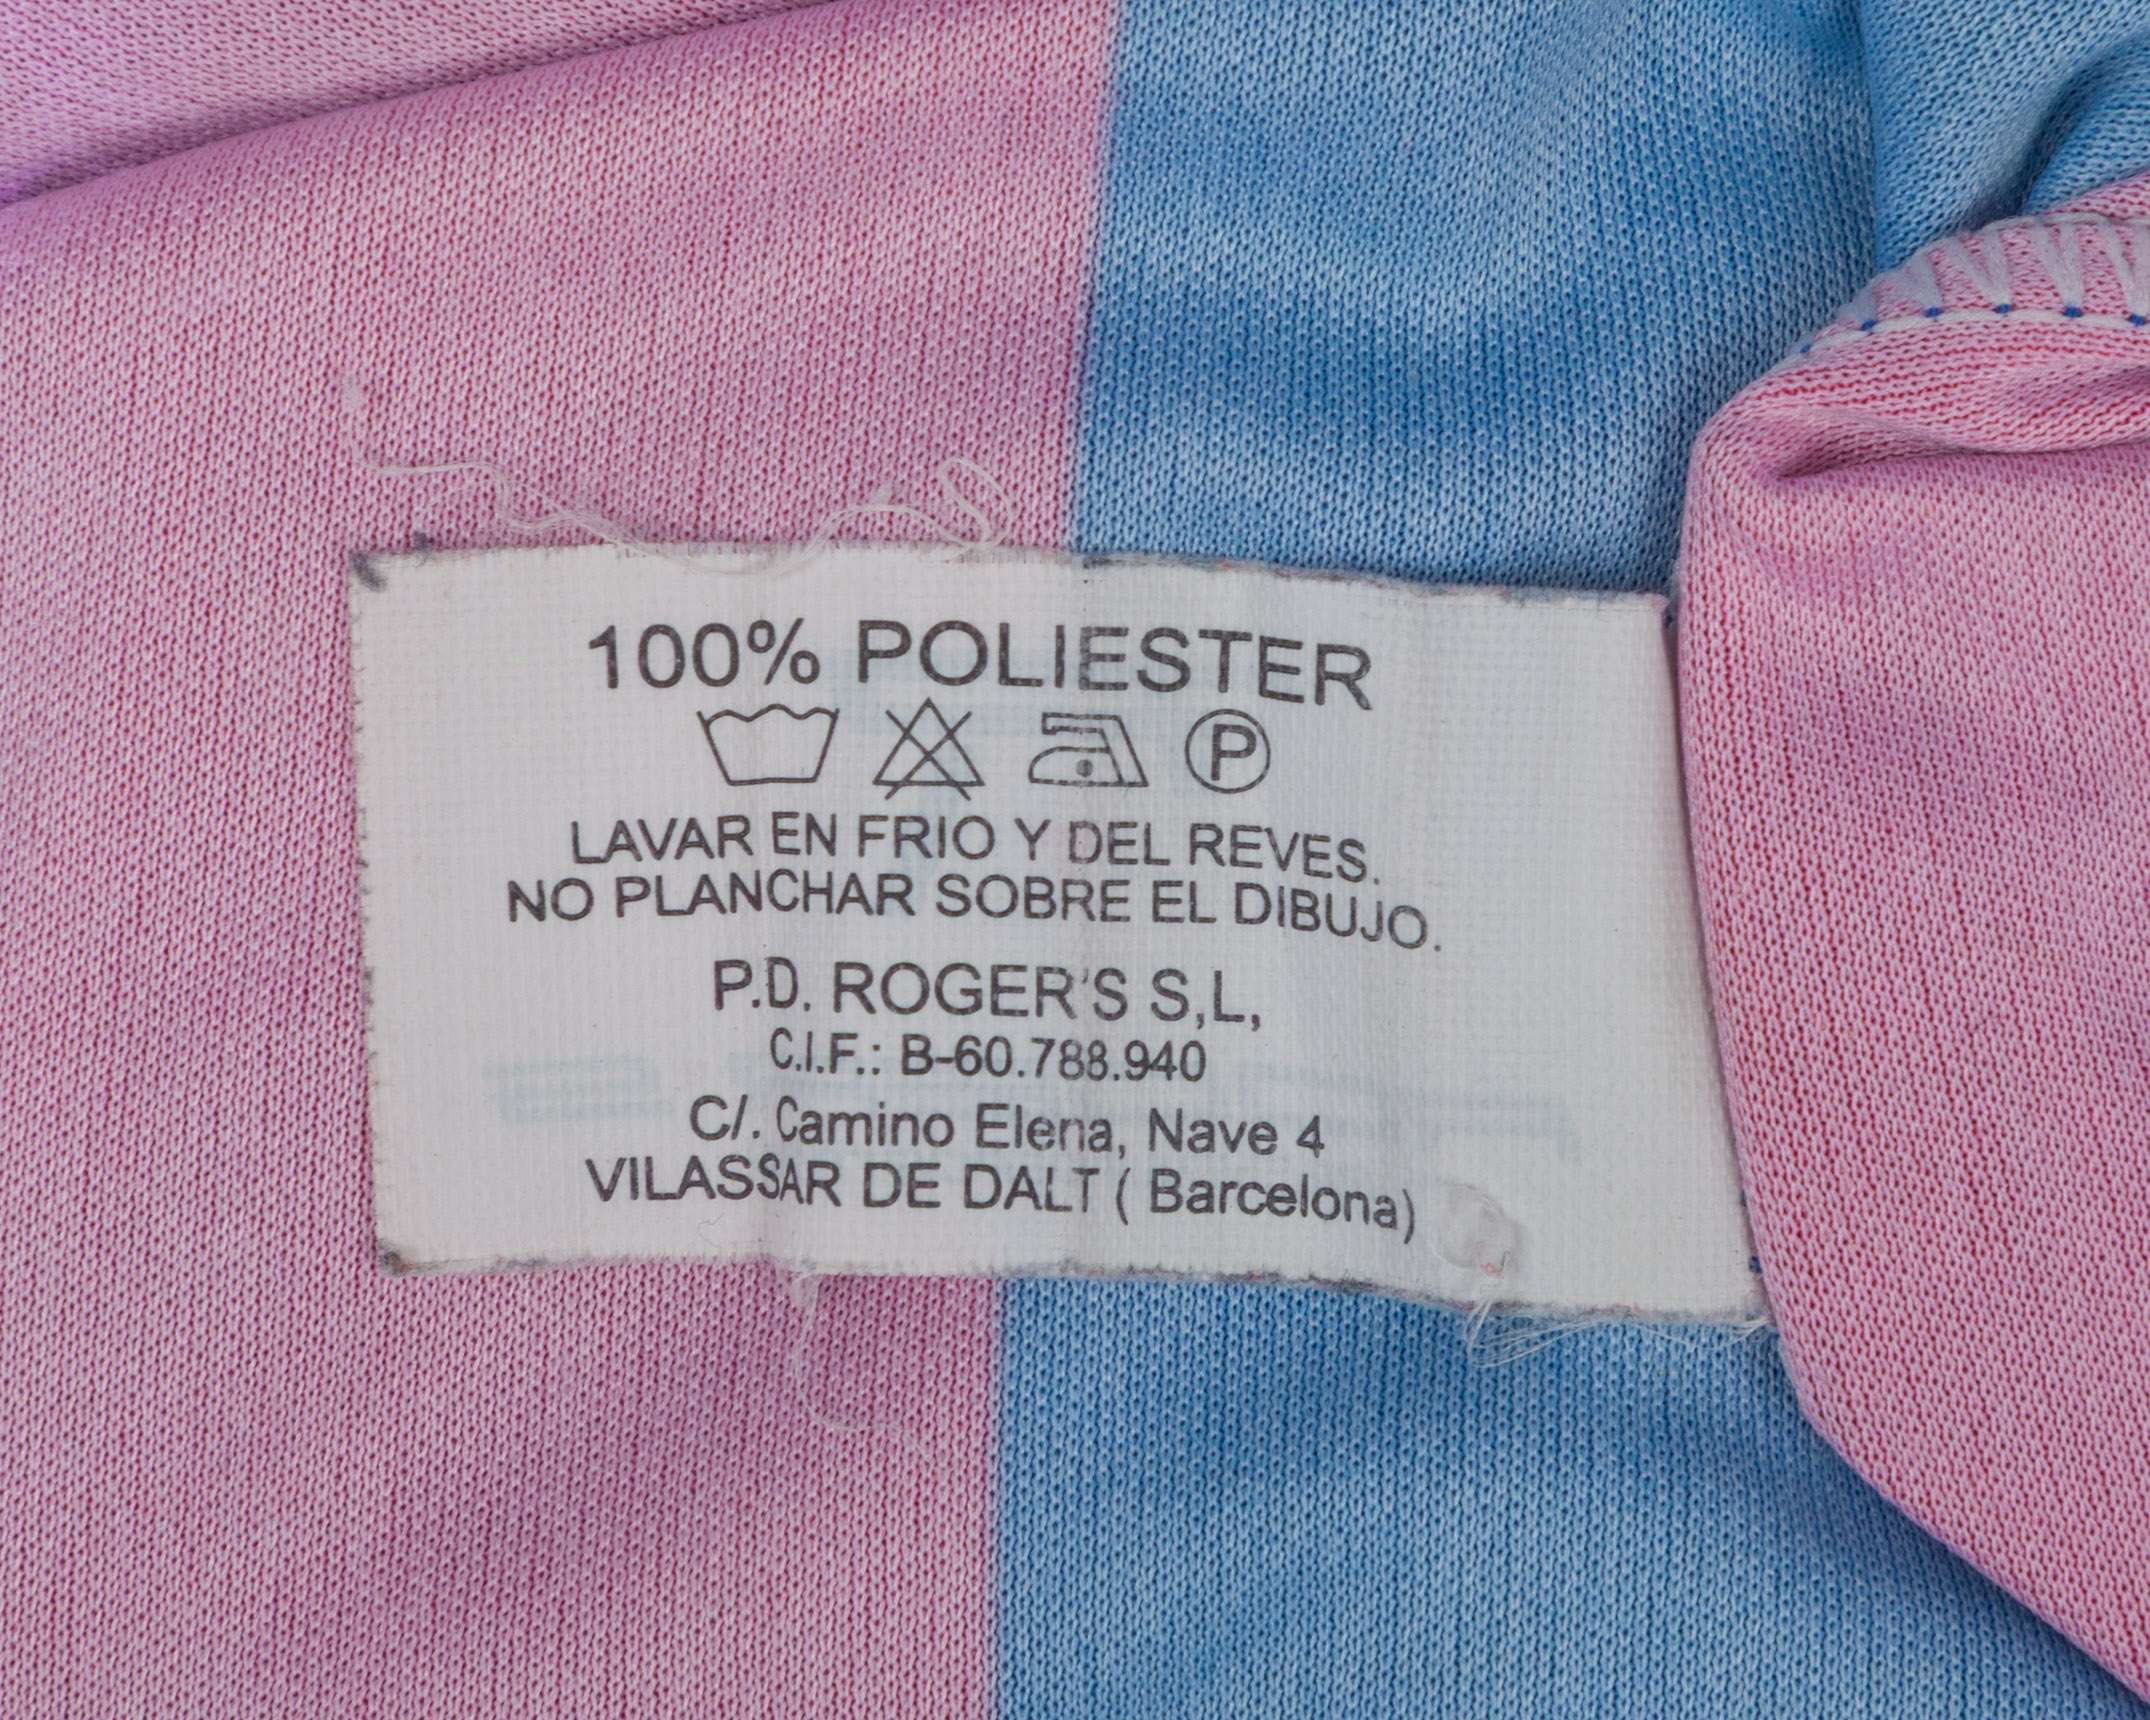 100% POLIESTER
P
LAVAR EN FRIO Y DEL REVES.
NO PLANCHAR SOBRE EL DIBUJO.
P.D. ROGER'S S,L,
C.I.F.: B-60.788.940
C/. Camino Elena, Nave 4
VILASSAR DE DALT ( Barcelona)